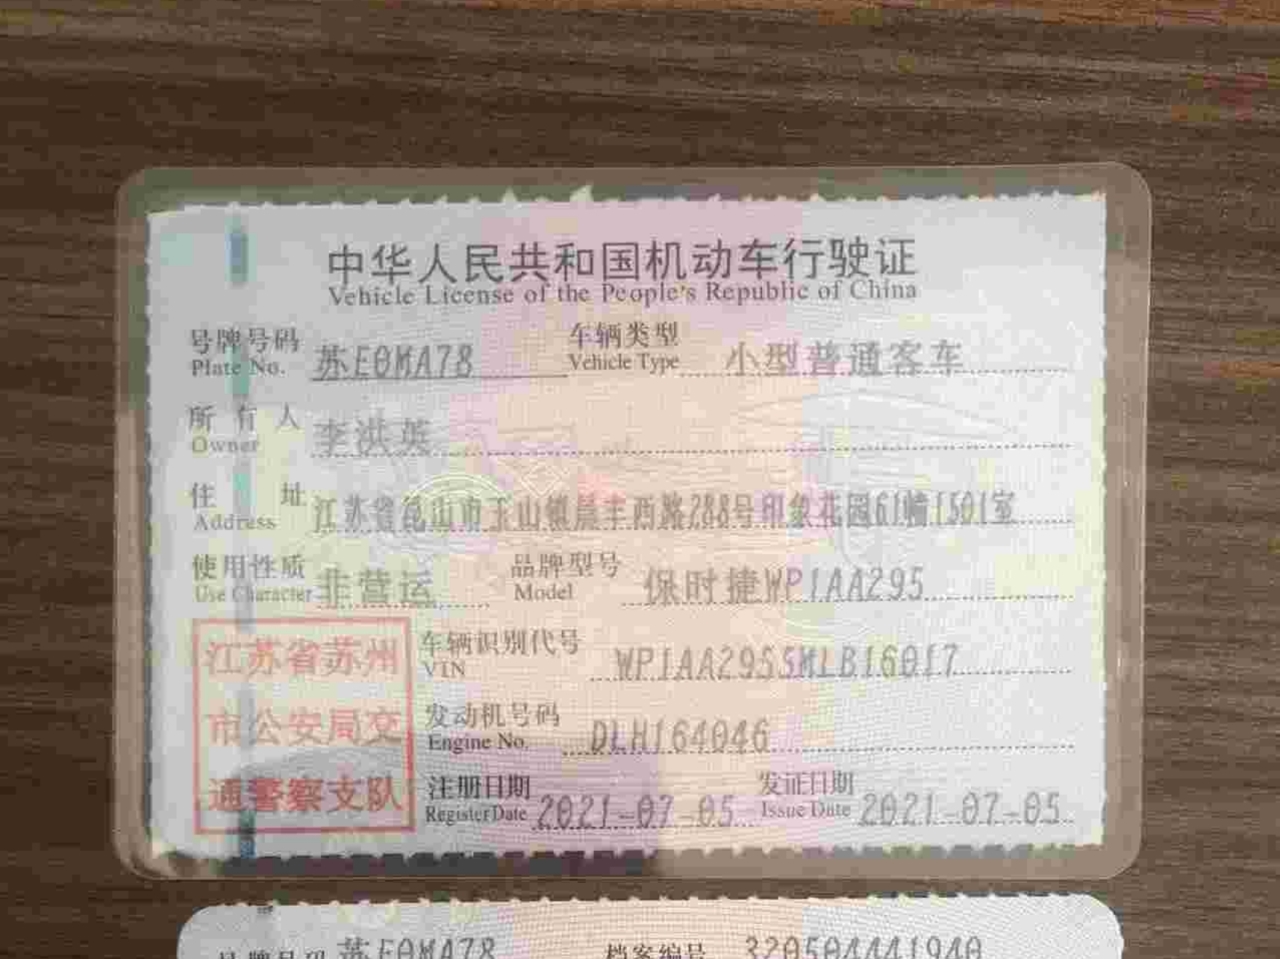 中华人民共和国机动车行驶证
Vehicle License of the People's Republic of China
号牌号码 苏E0MA78 车辆类型 小型普通客车
Plate No. Vehicle Type
所有人 李洪英
Owner
住址 江苏省昆山市玉山镇晨丰西路288号印象花园61幢1501室
Address
使用性质 非营运 品牌型号 保时捷WP1AA295
Use Character Model
江苏省苏州
市公安局交
通警察支队
车辆识别代号 WP1AA2955MLB16017
VIN
发动机号码 DLH164046
Engine No.
注册日期 2021-07-05 发证日期 2021-07-05
Register Date Issue Date
号牌号码 苏E0MA78 档案编号 320504441940